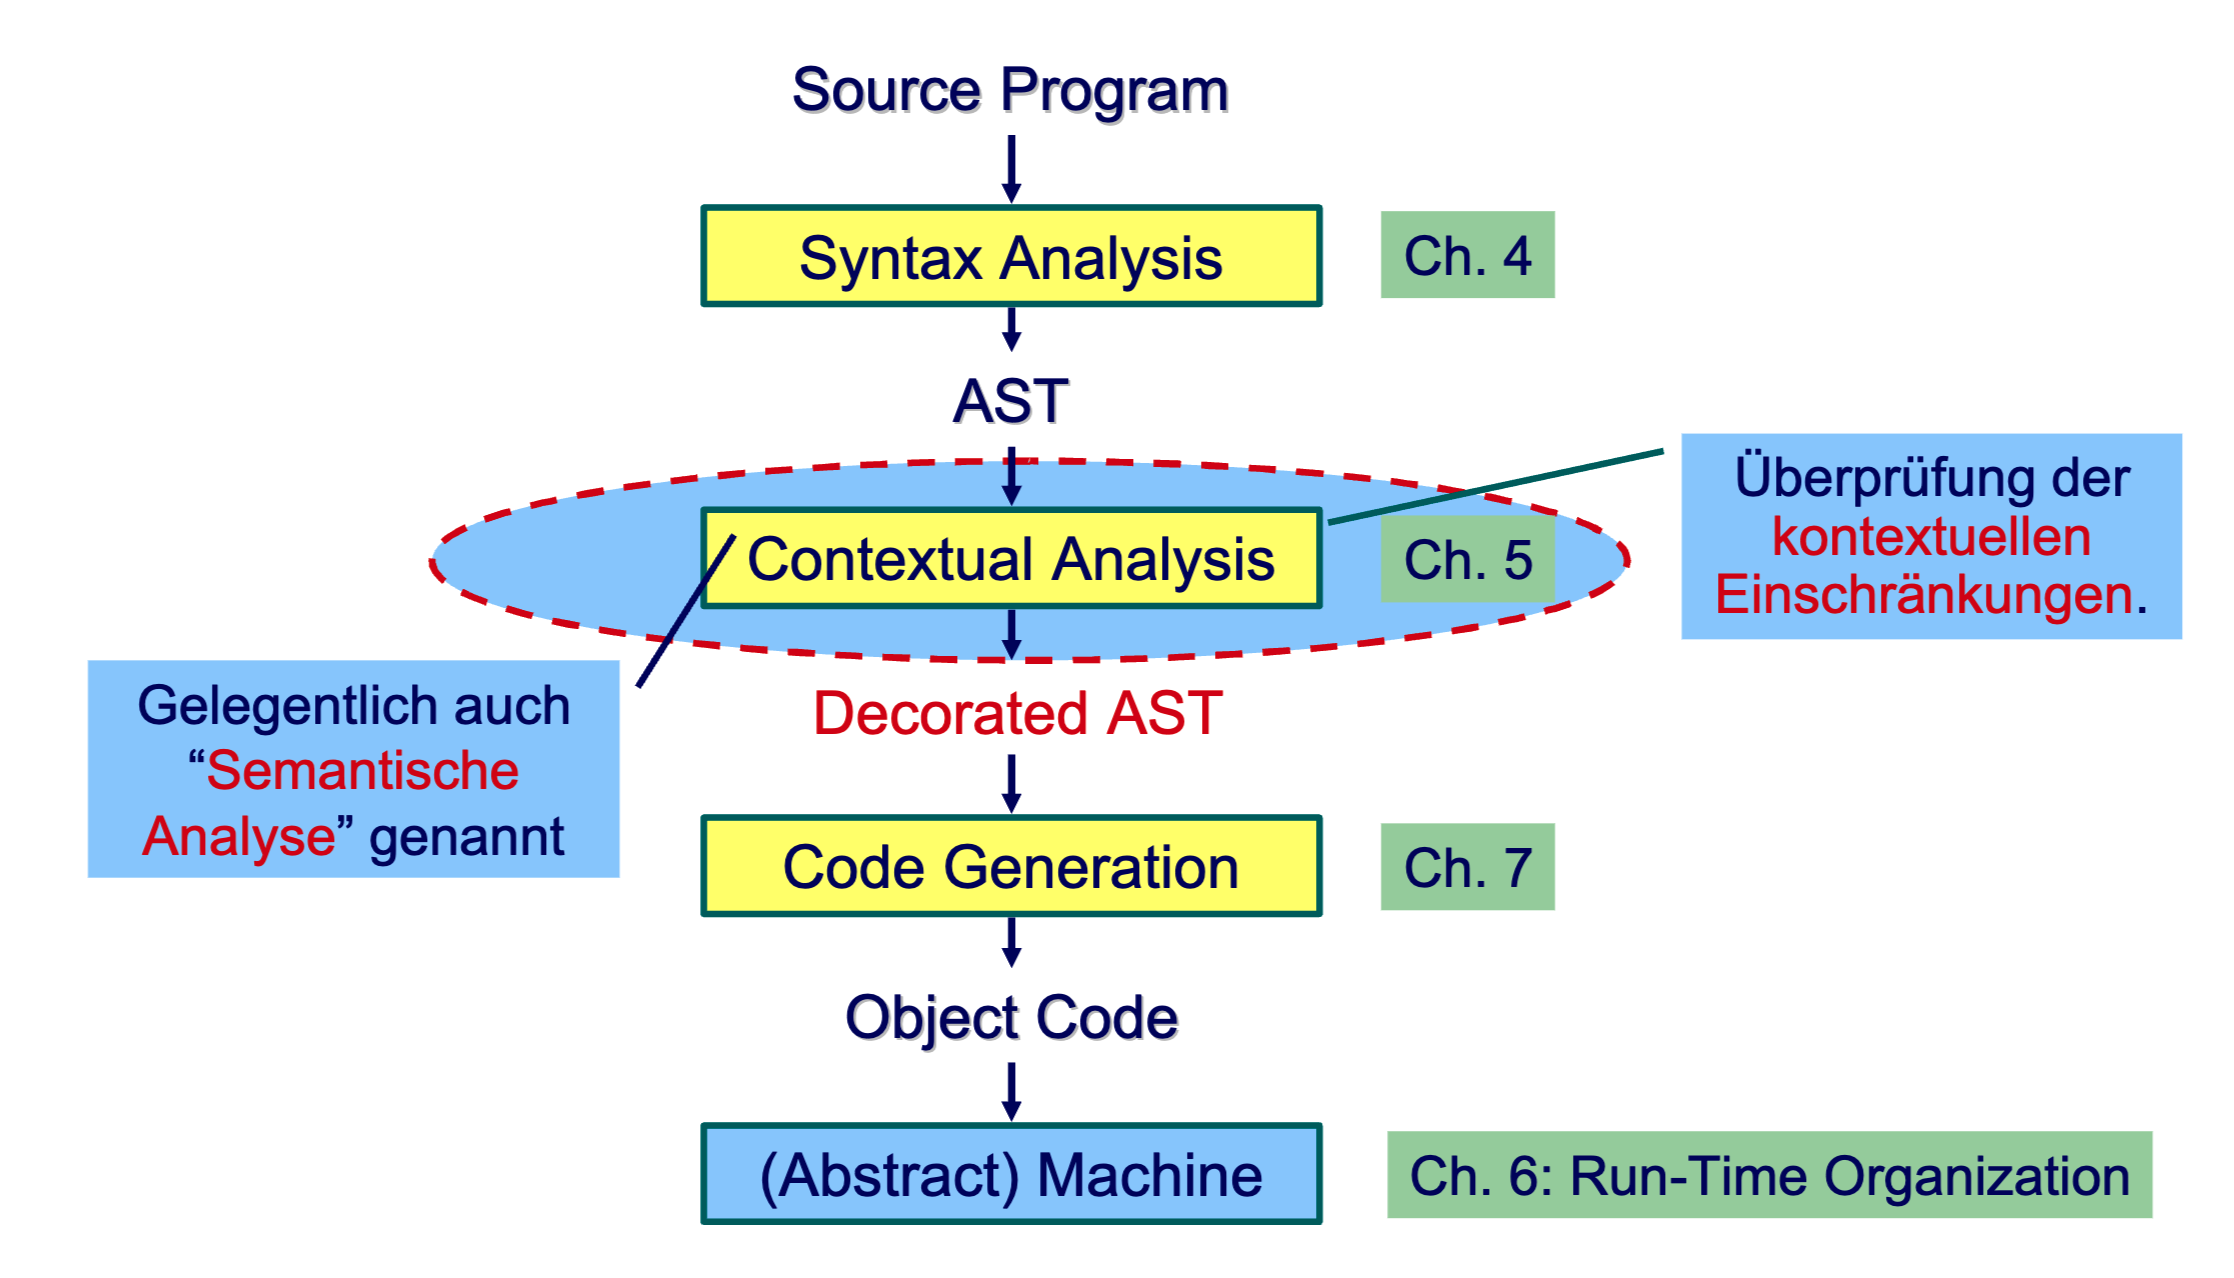 Source Program
Syntax Analysis
Ch. 4
AST
Contextual Analysis
Ch. 5
Überprüfung der
kontextuellen
Einschränkungen.
Gelegentlich auch
“Semantische
Analyse” genannt
Decorated AST
Code Generation
Ch. 7
Object Code
(Abstract) Machine
Ch. 6: Run-Time Organization